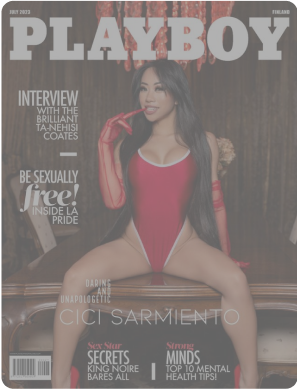 JULY 2023
FINLAND
PLAYBOY
INTERVIEW
WITH THE
BRILLIANT
TA-NEHISI
COATES
BE SEXUALLY
free!
INSIDE LA
PRIDE
DARING
AND
UNAPOLOGETIC
CICI SARMIENTO
Sex Star
SECRETS
KING NOIRE
BARES ALL
Strong
MINDS
TOP 10 MENTAL
HEALTH TIPS!